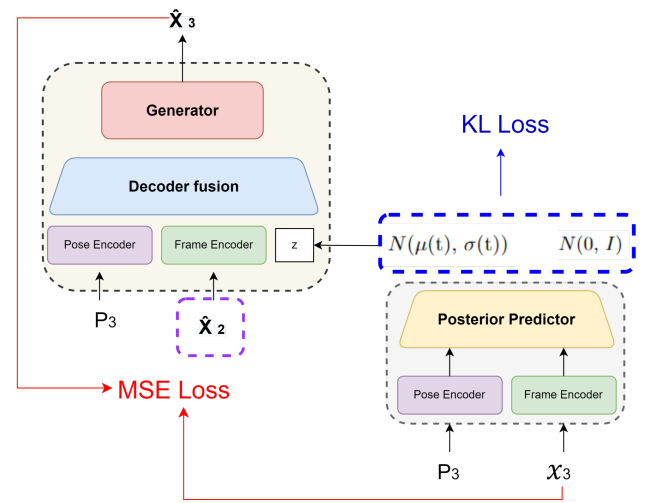 X̂ 3
Generator
Decoder fusion
Pose Encoder
Frame Encoder
z
P3
X̂ 2
MSE Loss
KL Loss
N(μ(t), σ(t))
N(0, I)
Posterior Predictor
Pose Encoder
Frame Encoder
P3
x3